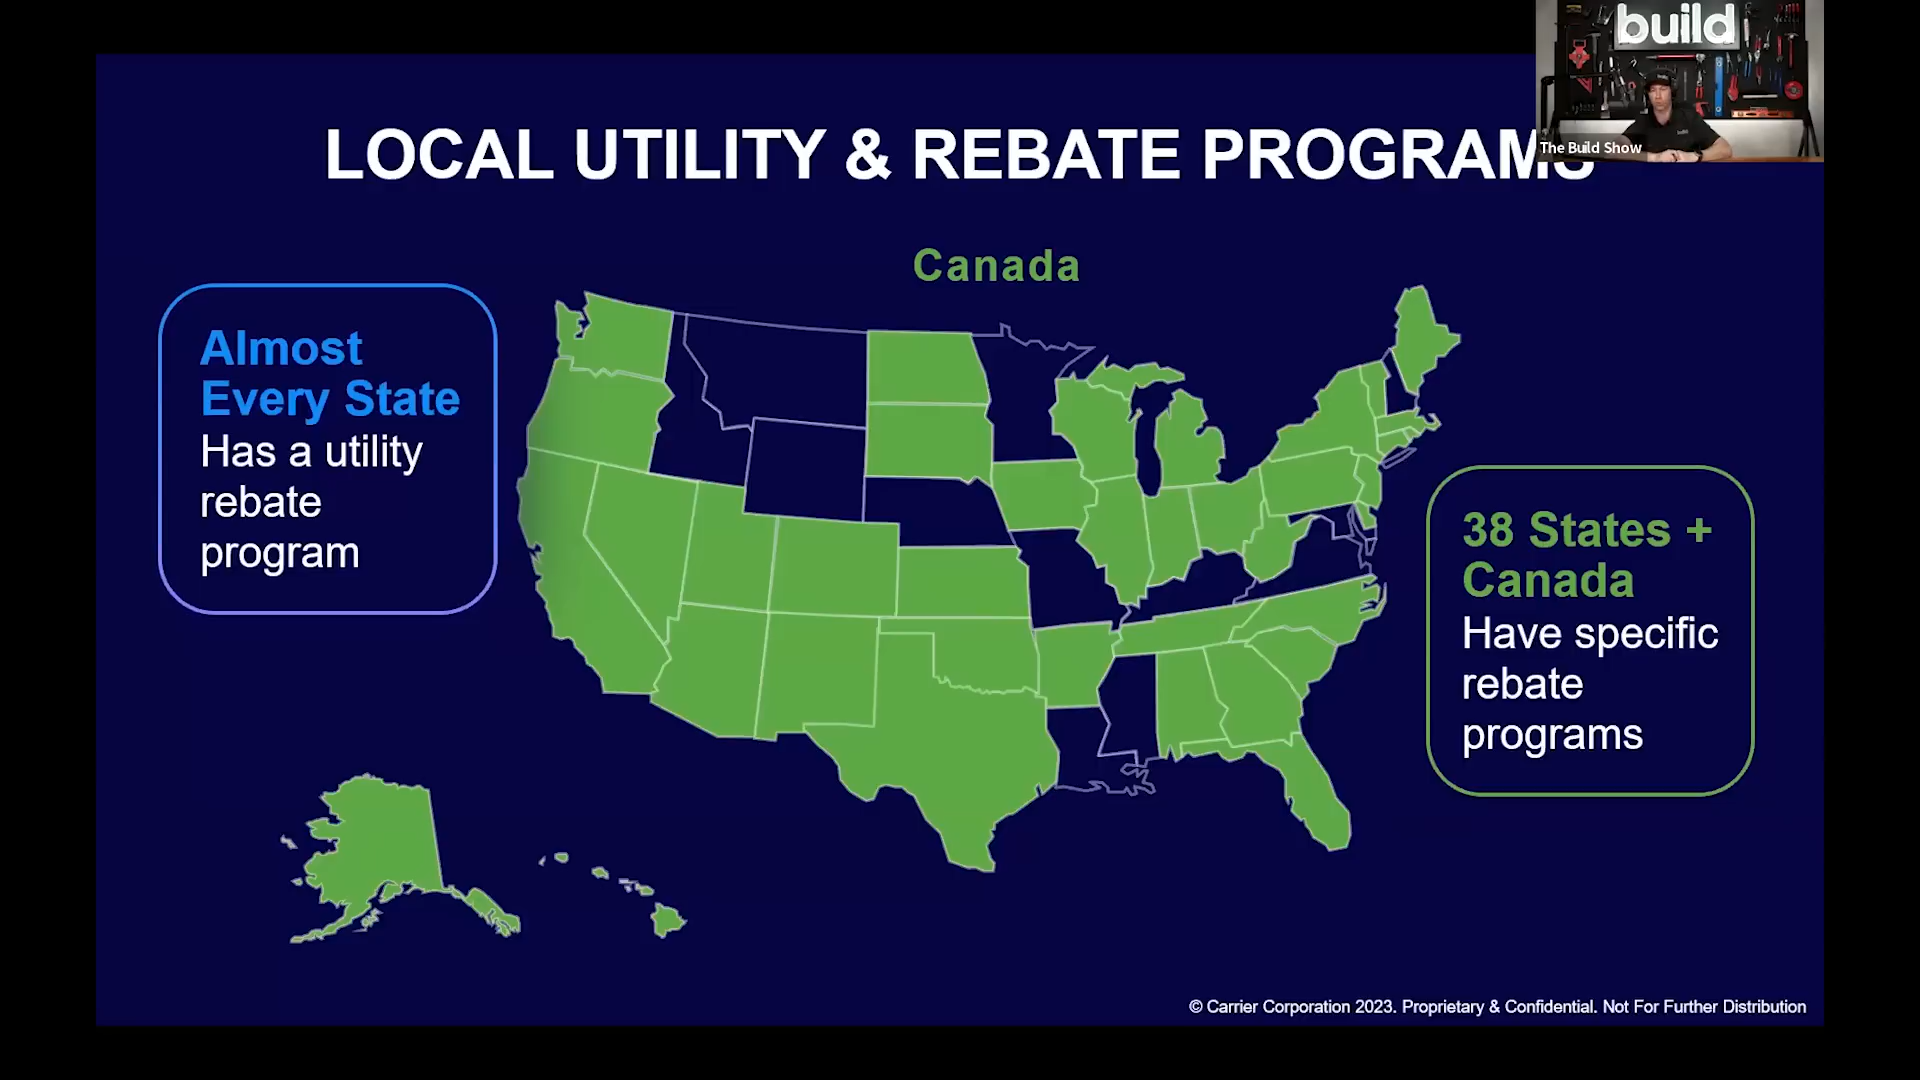 build
The Build Show
LOCAL UTILITY & REBATE PROGRAMS
Canada
Almost
Every State
Has a utility
rebate
program
38 States +
Canada
Have specific
rebate
programs
© Carrier Corporation 2023. Proprietary & Confidential. Not For Further Distribution